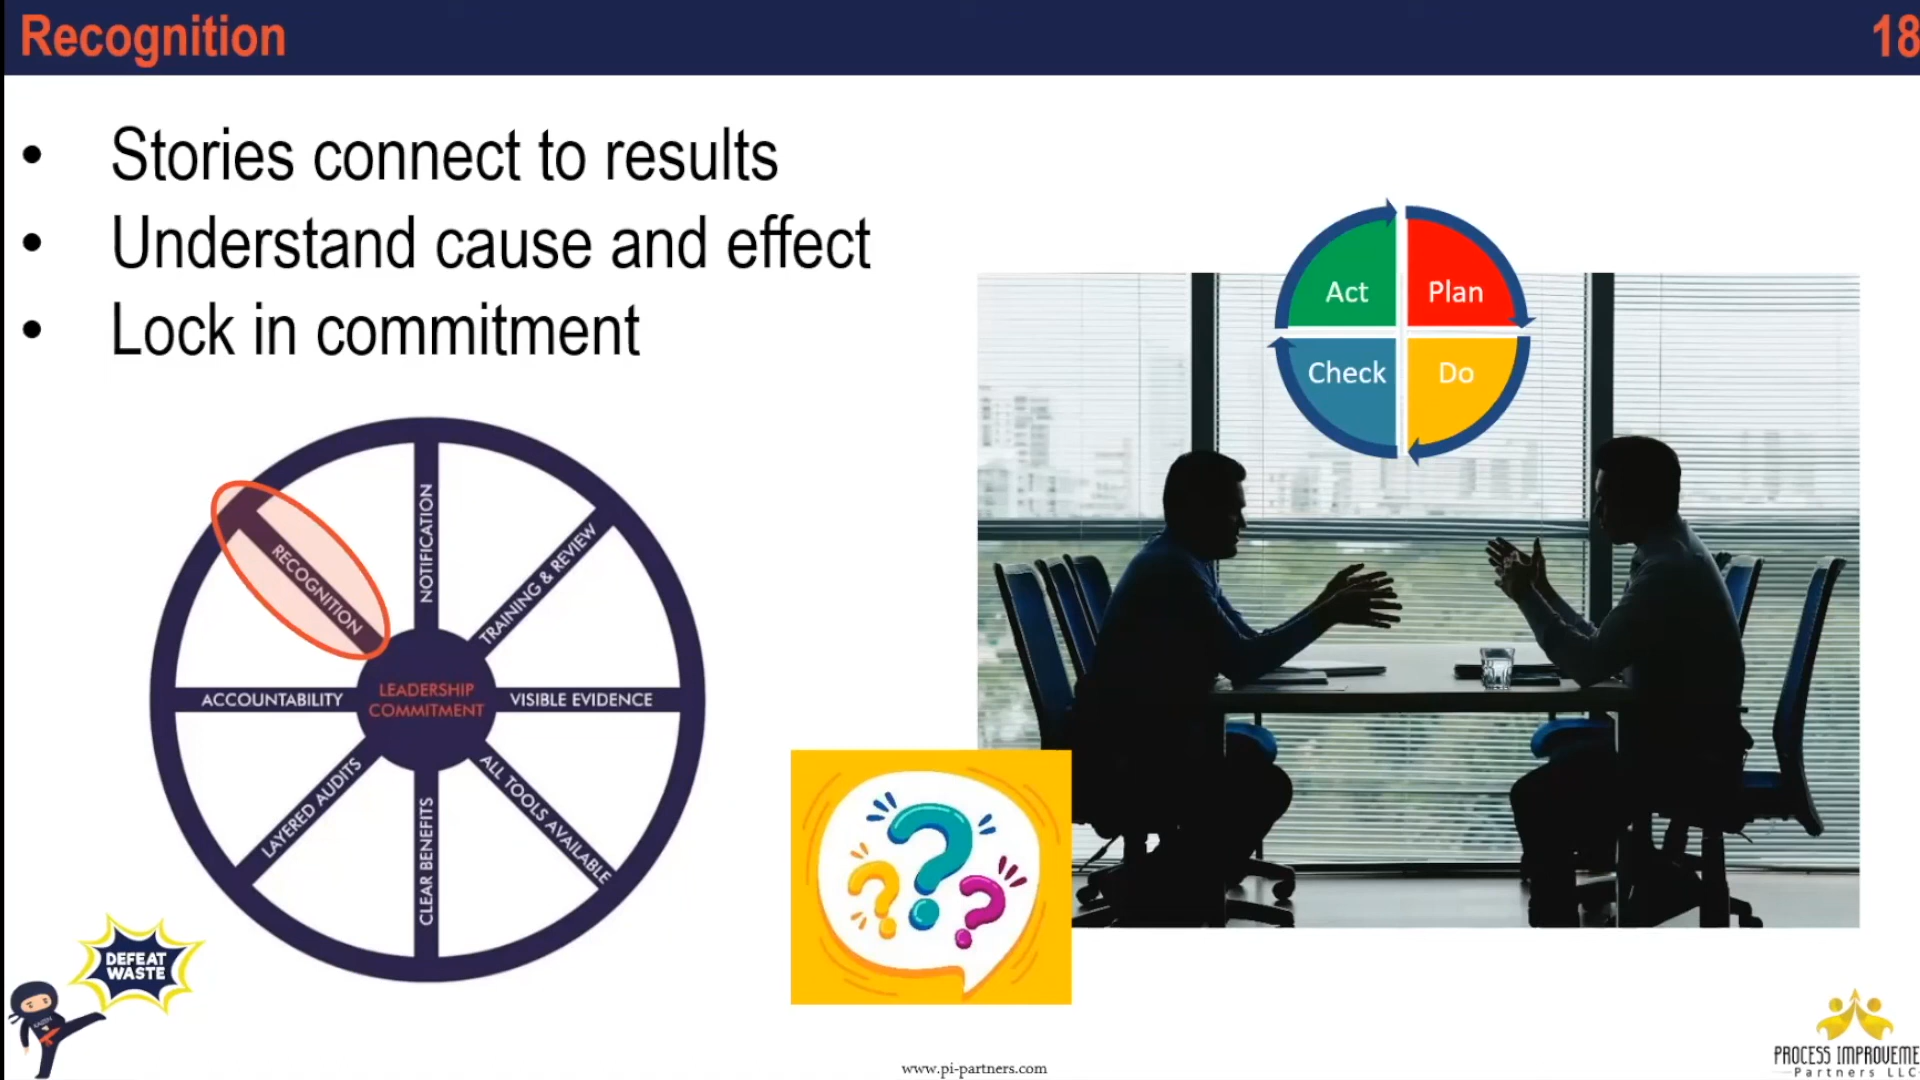 Recognition
18
• Stories connect to results
• Understand cause and effect
• Lock in commitment
Act
Plan
Check
Do
NOTIFICATION
TRAINING & REVIEW
VISIBLE EVIDENCE
ALL TOOLS AVAILABLE
CLEAR BENEFITS
LAYERED AUDITS
ACCOUNTABILITY
RECOGNITION
LEADERSHIP
COMMITMENT
???
DEFEAT
WASTE
KAIZEN
www.pi-partners.com
PROCESS IMPROVEME
Partners LLC